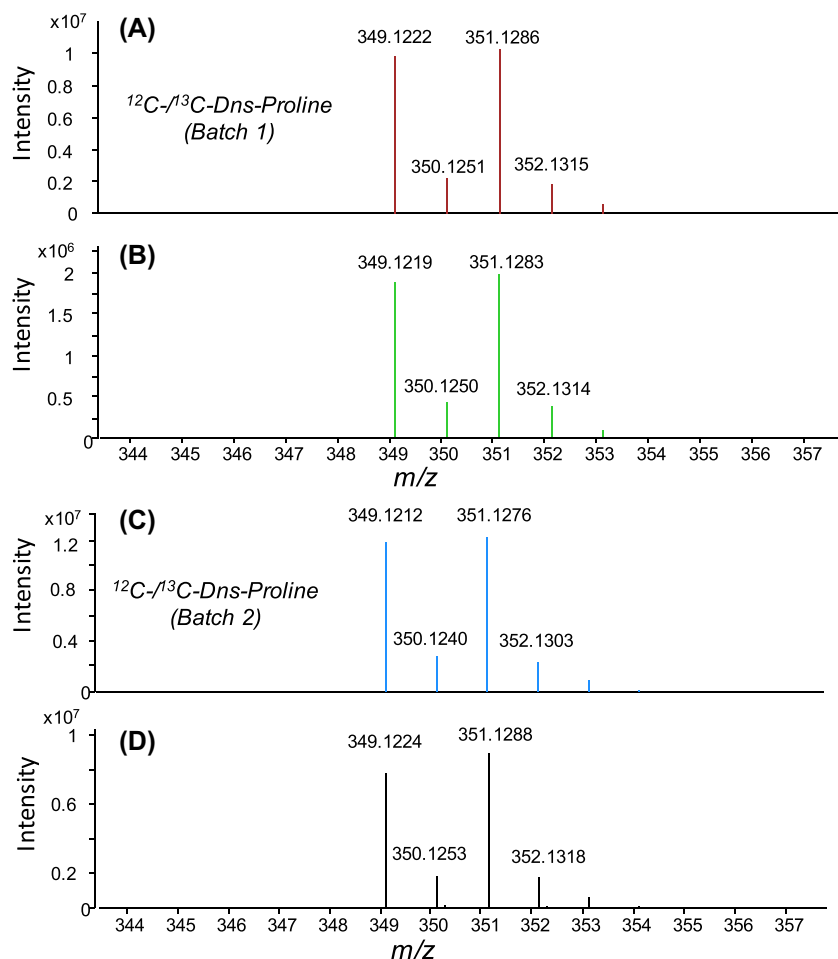 x10⁷
(A)
349.1222 351.1286
1
0.8
¹²C-/¹³C-Dns-Proline
(Batch 1)
0.6
0.4
350.1251 352.1315
0.2
0
Intensity
x10⁶
(B)
349.1219 351.1283
2
1.5
1
350.1250 352.1314
0.5
0
Intensity
344 345 346 347 348 349 350 351 352 353 354 355 356 357
m/z
x10⁷
(C)
349.1212 351.1276
1.2
¹²C-/¹³C-Dns-Proline
(Batch 2)
0.8
350.1240 352.1303
0.4
0
Intensity
x10⁷
(D)
349.1224 351.1288
1
0.6
350.1253 352.1318
0.2
0
Intensity
344 345 346 347 348 349 350 351 352 353 354 355 356 357
m/z